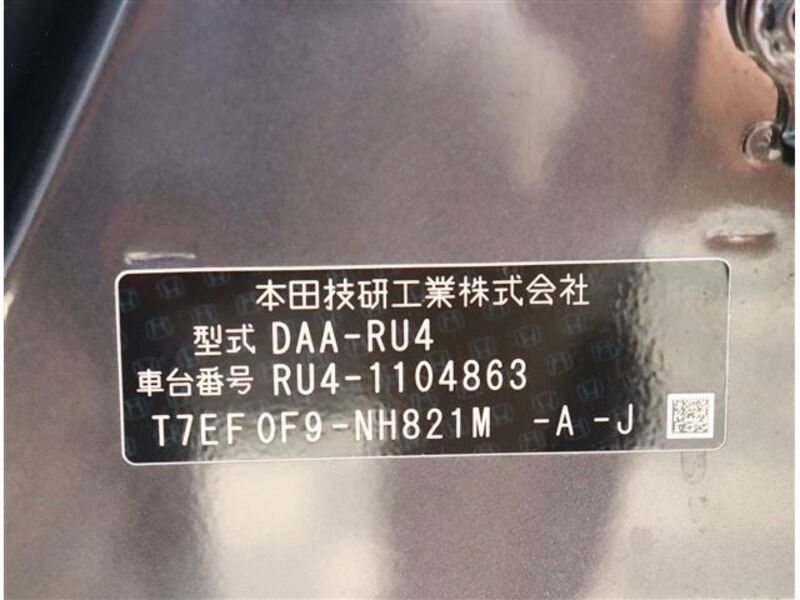 本田技研工業株式会社
型式 DAA-RU4
車台番号 RU4-1104863
T7EF0F9-NH821M -A-J